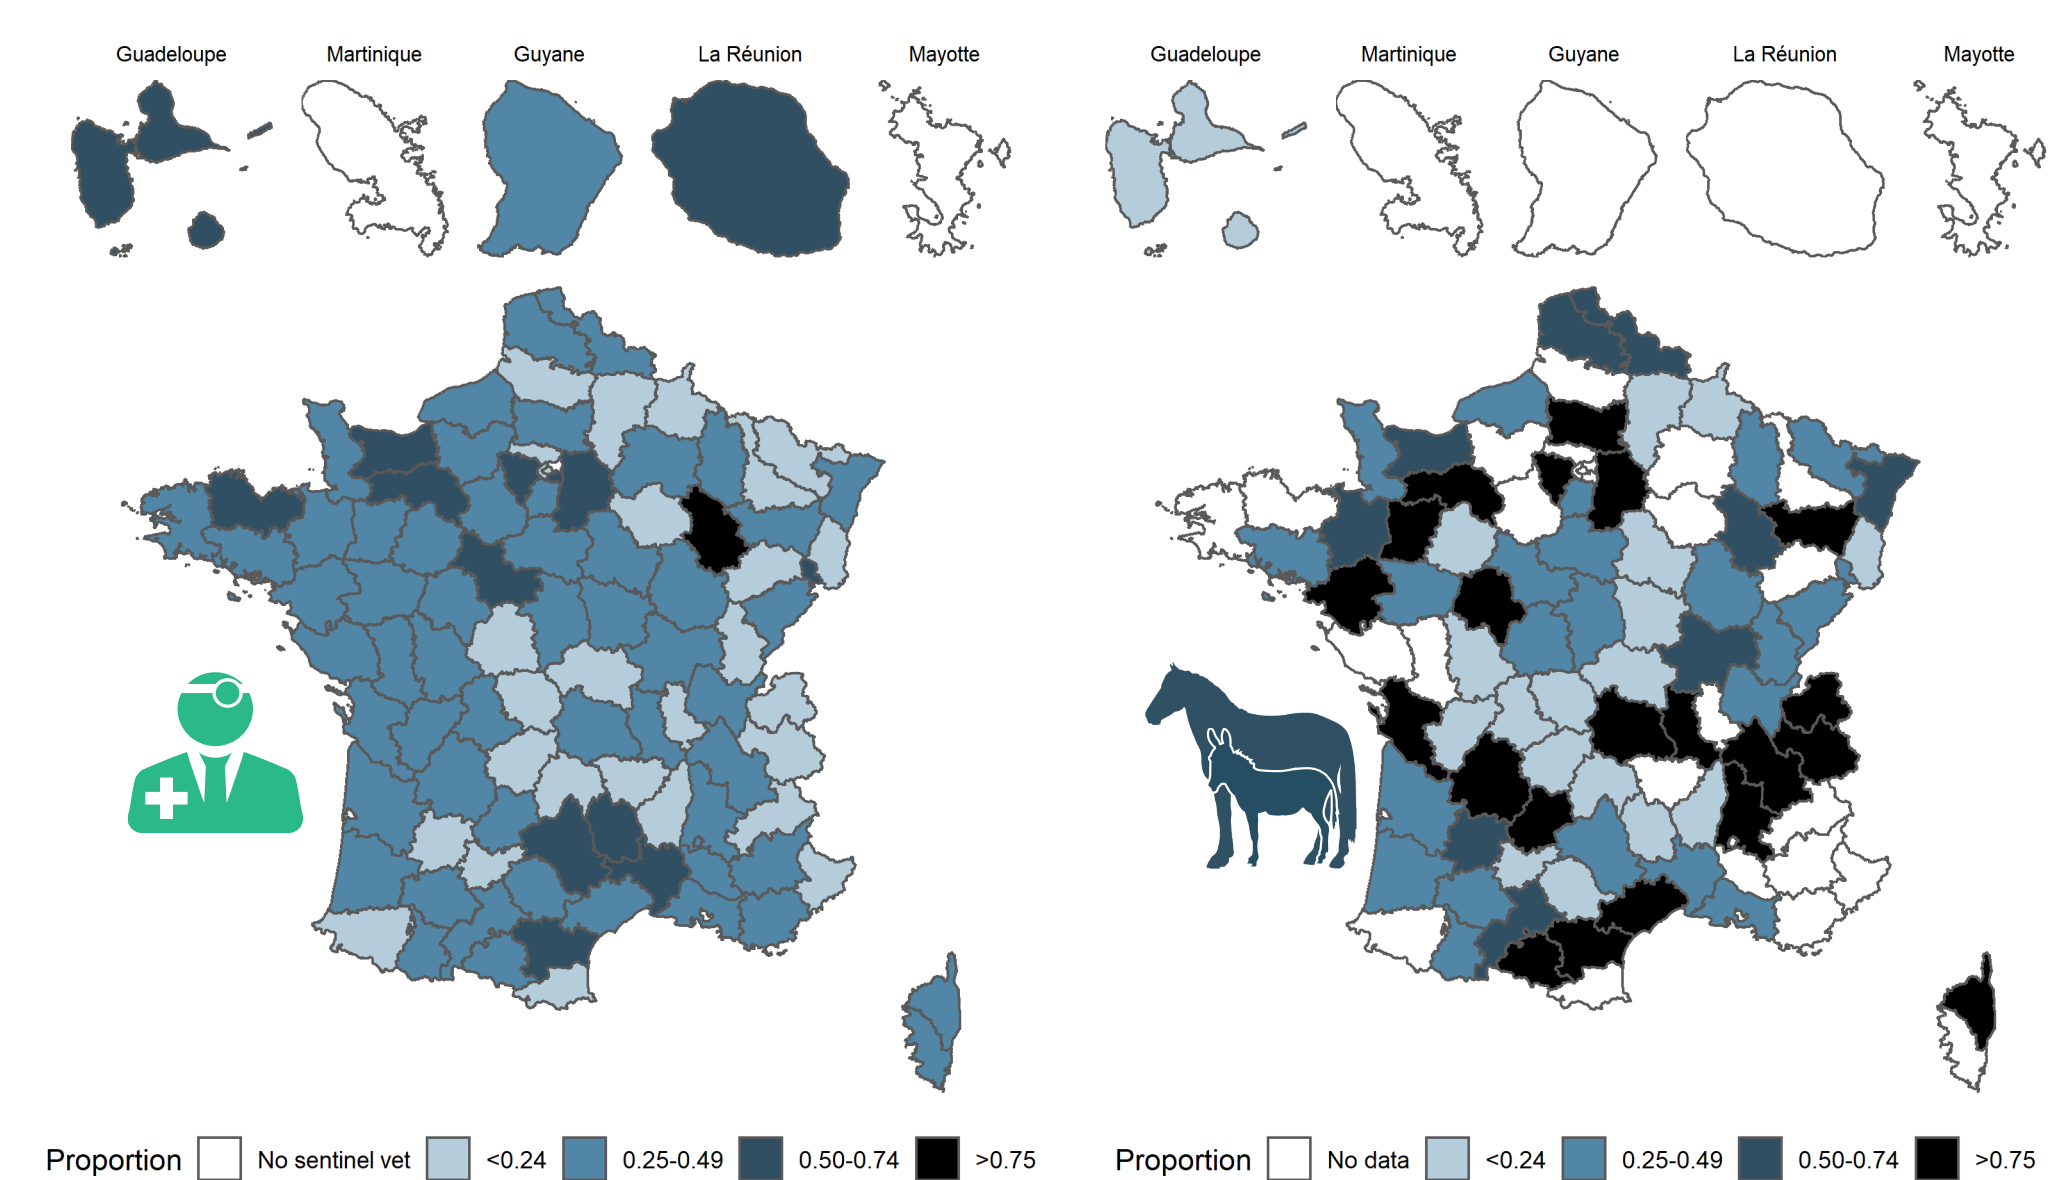 Guadeloupe Martinique Guyane La Réunion Mayotte
Guadeloupe Martinique Guyane La Réunion Mayotte
Proportion No sentinel vet <0.24 0.25-0.49 0.50-0.74 >0.75
Proportion No data <0.24 0.25-0.49 0.50-0.74 >0.75